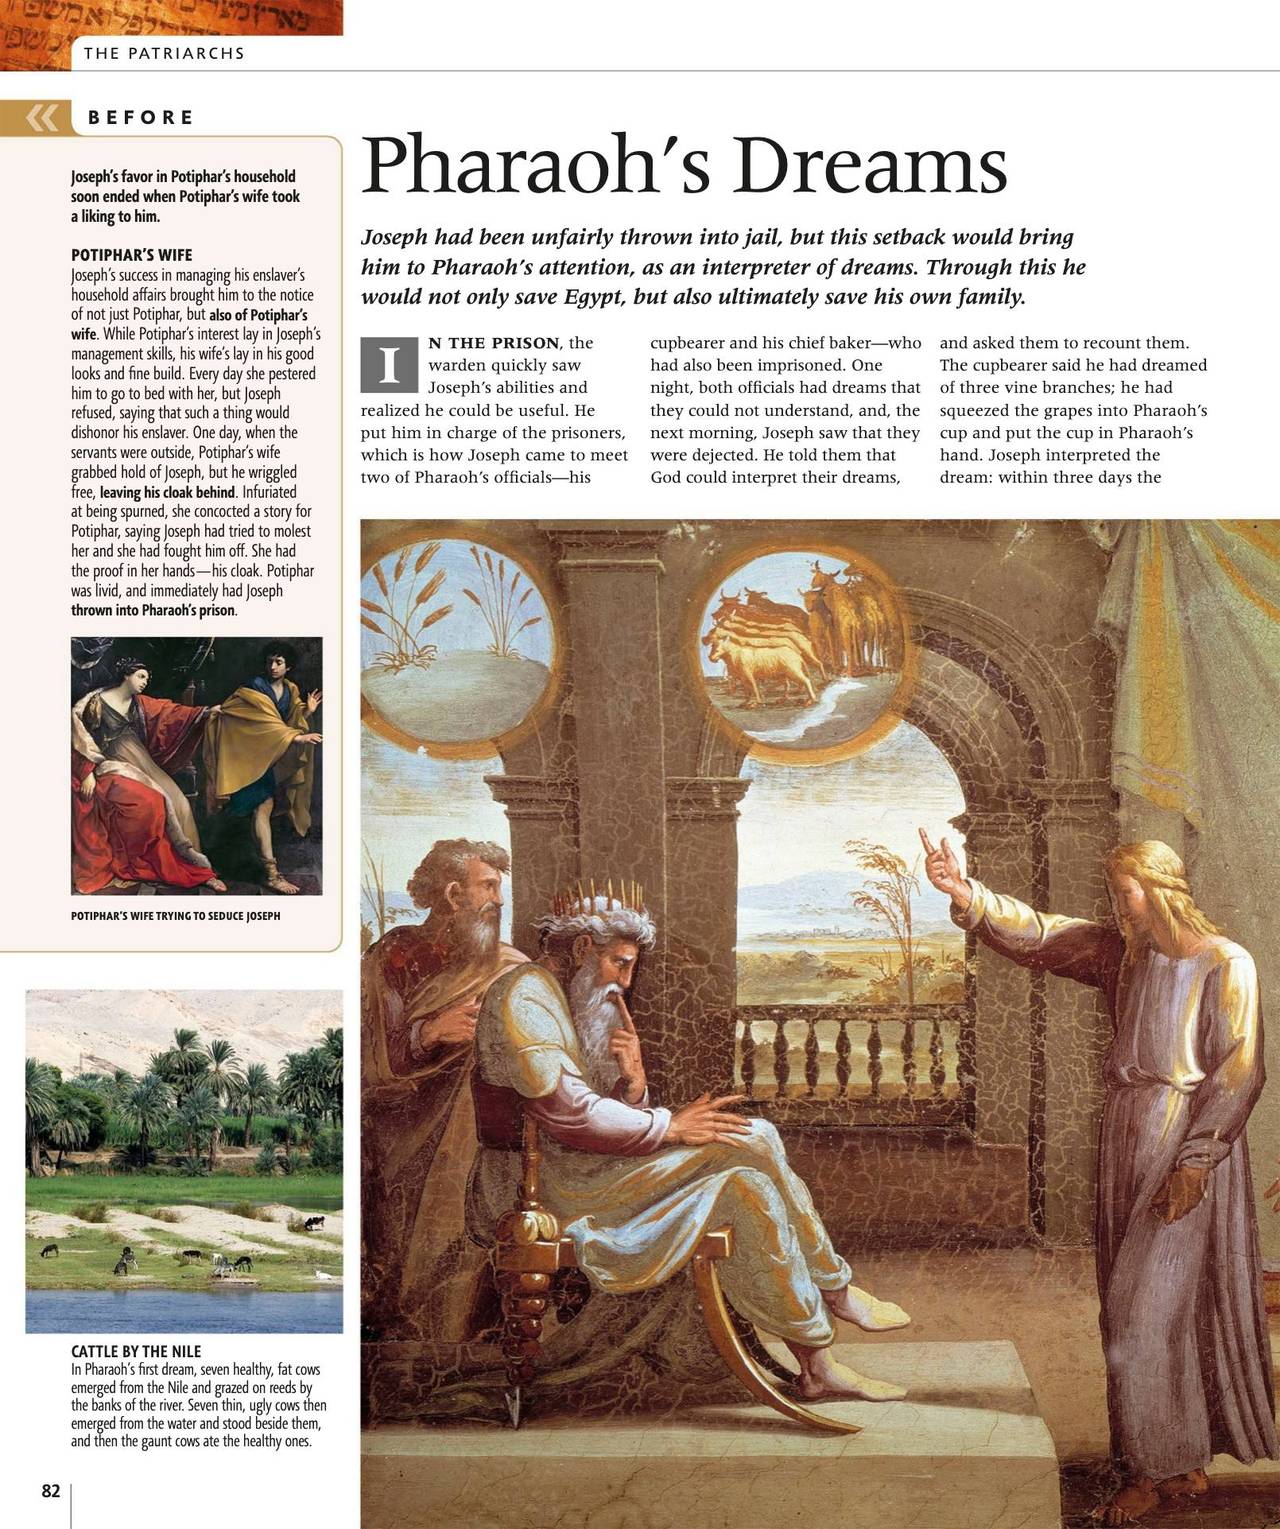 THE PATRIARCHS
BEFORE
Joseph's favor in Potiphar's household
soon ended when Potiphar's wife took
a liking to him.
POTIPHAR'S WIFE
Joseph's success in managing his enslaver's
household affairs brought him to the notice
of not just Potiphar, but also of Potiphar's
wife. While Potiphar's interest lay in Joseph's
management skills, his wife's lay in his good
looks and fine build. Every day she pestered
him to go to bed with her, but Joseph
refused, saying that such a thing would
dishonor his enslaver. One day, when the
servants were outside, Potiphar's wife
grabbed hold of Joseph, but he wriggled
free, leaving his cloak behind. Infuriated
at being spurned, she concocted a story for
Potiphar, saying Joseph had tried to molest
her and she had fought him off. She had
the proof in her hands—his cloak. Potiphar
was livid, and immediately had Joseph
thrown into Pharaoh's prison.
POTIPHAR'S WIFE TRYING TO SEDUCE JOSEPH
CATTLE BY THE NILE
In Pharaoh's first dream, seven healthy, fat cows
emerged from the Nile and grazed on reeds by
the banks of the river. Seven thin, ugly cows then
emerged from the water and stood beside them,
and then the gaunt cows ate the healthy ones.
82
Pharaoh's Dreams
Joseph had been unfairly thrown into jail, but this setback would bring
him to Pharaoh's attention, as an interpreter of dreams. Through this he
would not only save Egypt, but also ultimately save his own family.
IN THE PRISON, the
warden quickly saw
Joseph's abilities and
realized he could be useful. He
put him in charge of the prisoners,
which is how Joseph came to meet
two of Pharaoh's officials—his
cupbearer and his chief baker—who
had also been imprisoned. One
night, both officials had dreams that
they could not understand, and, the
next morning, Joseph saw that they
were dejected. He told them that
God could interpret their dreams,
and asked them to recount them.
The cupbearer said he had dreamed
of three vine branches; he had
squeezed the grapes into Pharaoh's
cup and put the cup in Pharaoh's
hand. Joseph interpreted the
dream: within three days the